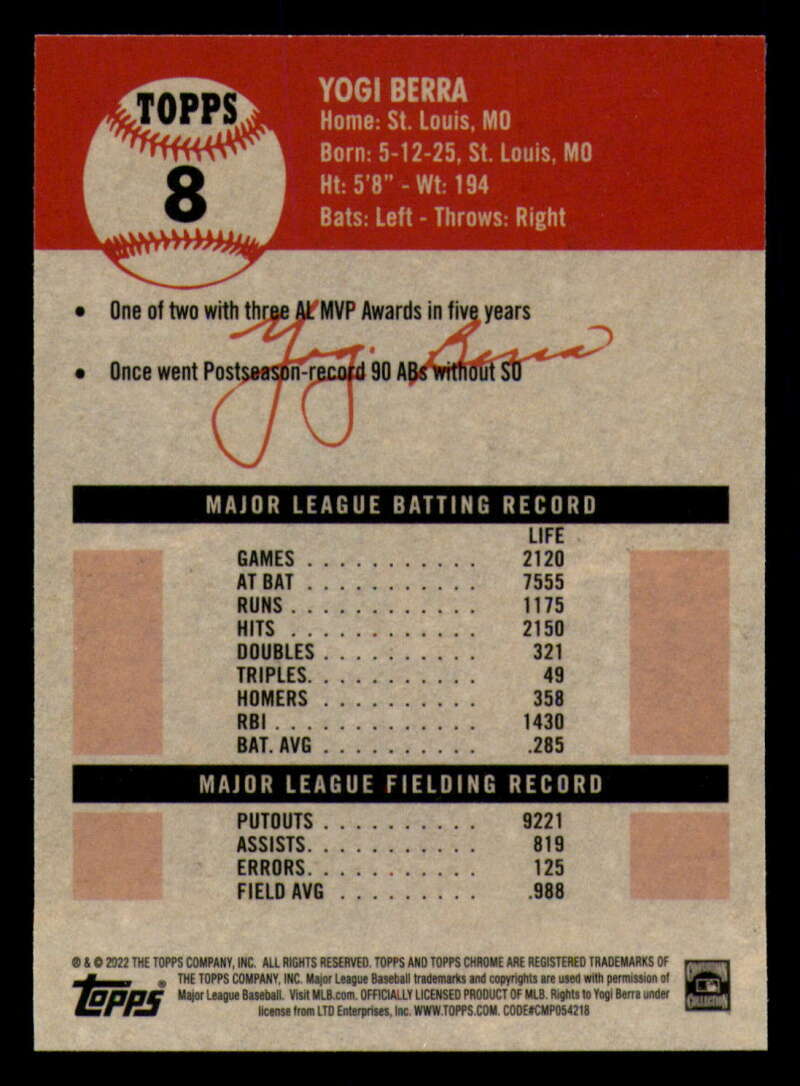 TOPPS
8
YOGI BERRA
Home: St. Louis, MO
Born: 5-12-25, St. Louis, MO
Ht: 5'8" - Wt: 194
Bats: Left - Throws: Right
• One of two with three AL MVP Awards in five years
Yogi Berra
• Once went Postseason-record 90 ABs without SO
MAJOR LEAGUE BATTING RECORD
LIFE
GAMES . . . . . . . . . . . 2120
AT BAT . . . . . . . . . . . 7555
RUNS . . . . . . . . . . . . 1175
HITS . . . . . . . . . . . . 2150
DOUBLES . . . . . . . . . . 321
TRIPLES. . . . . . . . . . . 49
HOMERS . . . . . . . . . . 358
RBI . . . . . . . . . . . . . 1430
BAT. AVG . . . . . . . . . . .285
MAJOR LEAGUE FIELDING RECORD
PUTOUTS . . . . . . . . . . 9221
ASSISTS. . . . . . . . . . . 819
ERRORS. . . . . . . . . . . 125
FIELD AVG . . . . . . . . . .988
® & © 2022 THE TOPPS COMPANY, INC. ALL RIGHTS RESERVED. TOPPS AND TOPPS CHROME ARE REGISTERED TRADEMARKS OF
THE TOPPS COMPANY, INC. Major League Baseball trademarks and copyrights are used with permission of
Major League Baseball. Visit MLB.com. OFFICIALLY LICENSED PRODUCT OF MLB. Rights to Yogi Berra under
license from LTD Enterprises, Inc. WWW.TOPPS.COM. CODE#CMP054218
topps®
COOPERSTOWN
COLLECTION